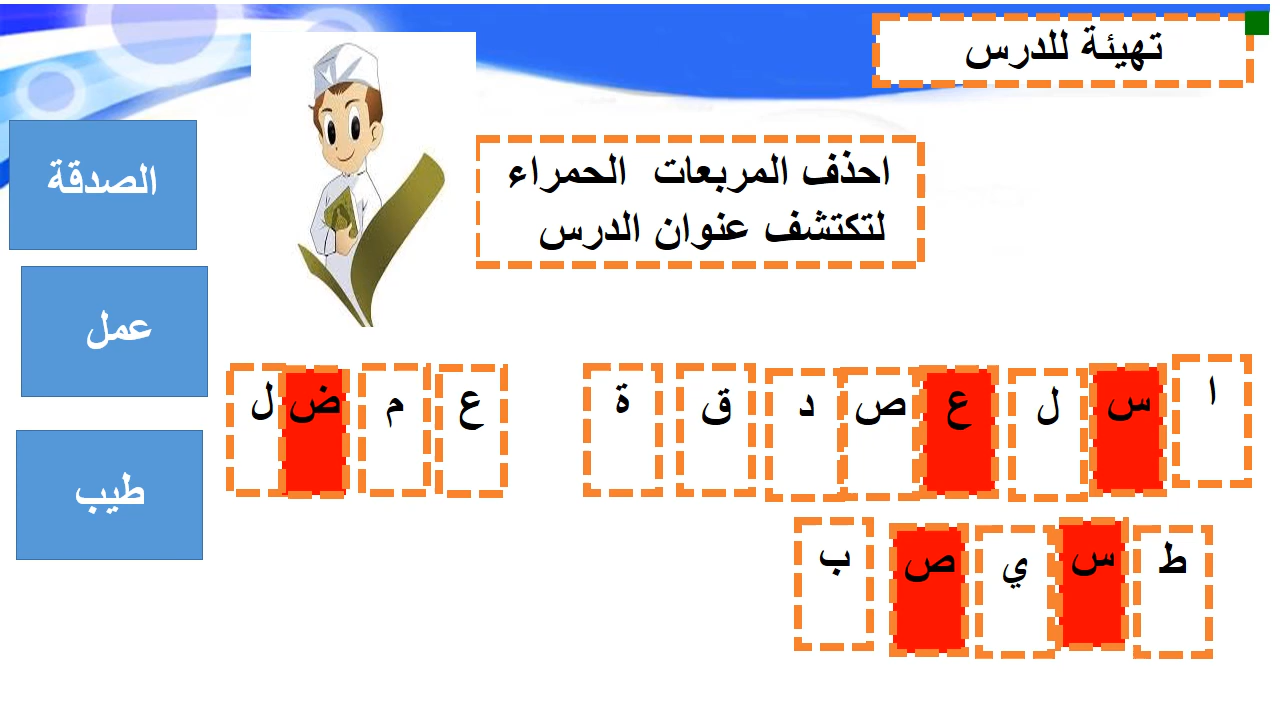 تهيئة للدرس
احذف المربعات الحمراء
لتكتشف عنوان الدرس
الصدقة
عمل
طيب
ا س ل ع ص د ق ة
ع م ض ل
ط س ي ص ب